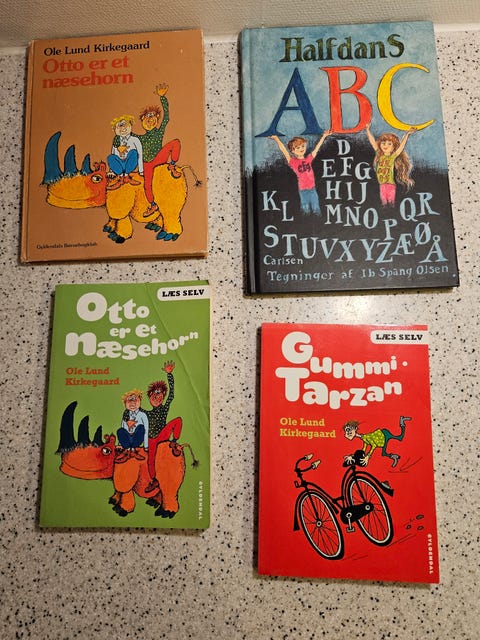 Ole Lund Kirkegaard
Otto er et
næsehorn
Gyldendals Børnebogklub
Halfdans
ABC
D
EFG
HIJ
KL MNOPQR
STUVXYZÆØÅ
Carlsen
Tegninger af Ib Spang Olsen
LÆS SELV
Otto
er et
Næsehorn
Ole Lund
Kirkegaard
GYLDENDAL
LÆS SELV
Gummi-
Tarzan
Ole Lund
Kirkegaard
GYLDENDAL